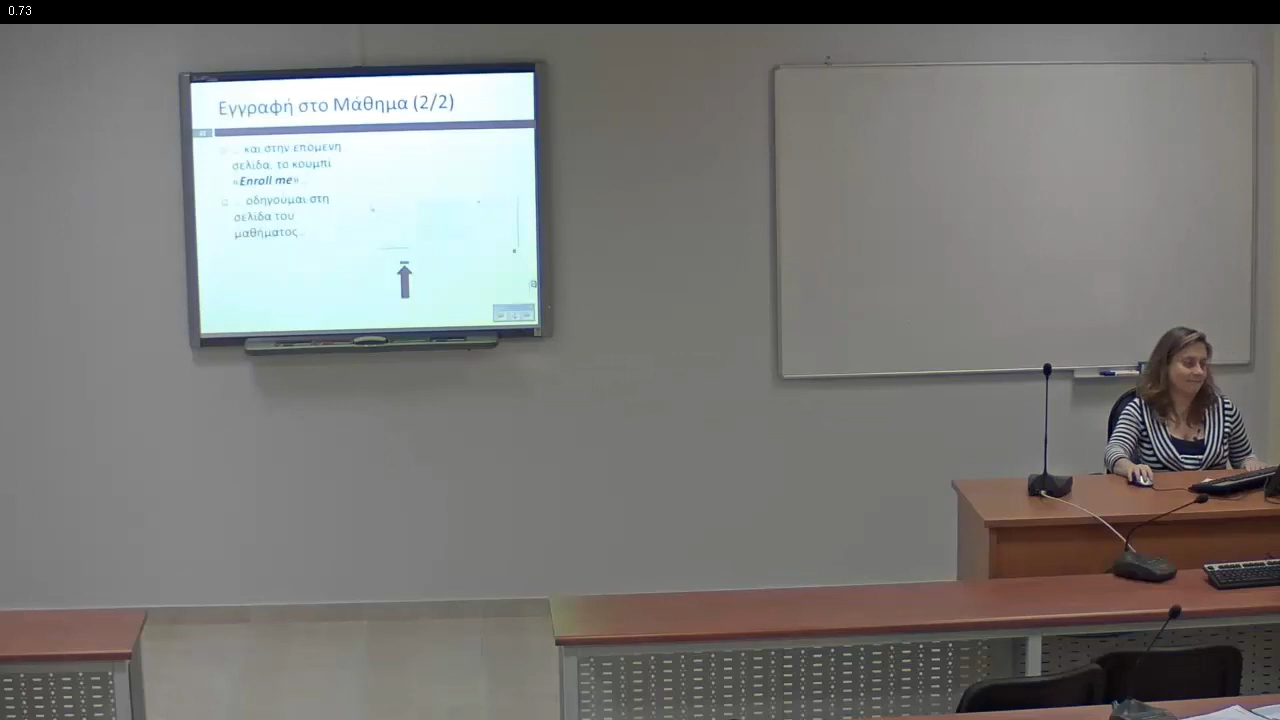 0.73
Εγγραφή στο Μάθημα (2/2)
... και στην επόμενη
σελίδα, το κουμπί
«Enroll me» ...
... οδηγούμαι στη
σελίδα του
μαθήματος...